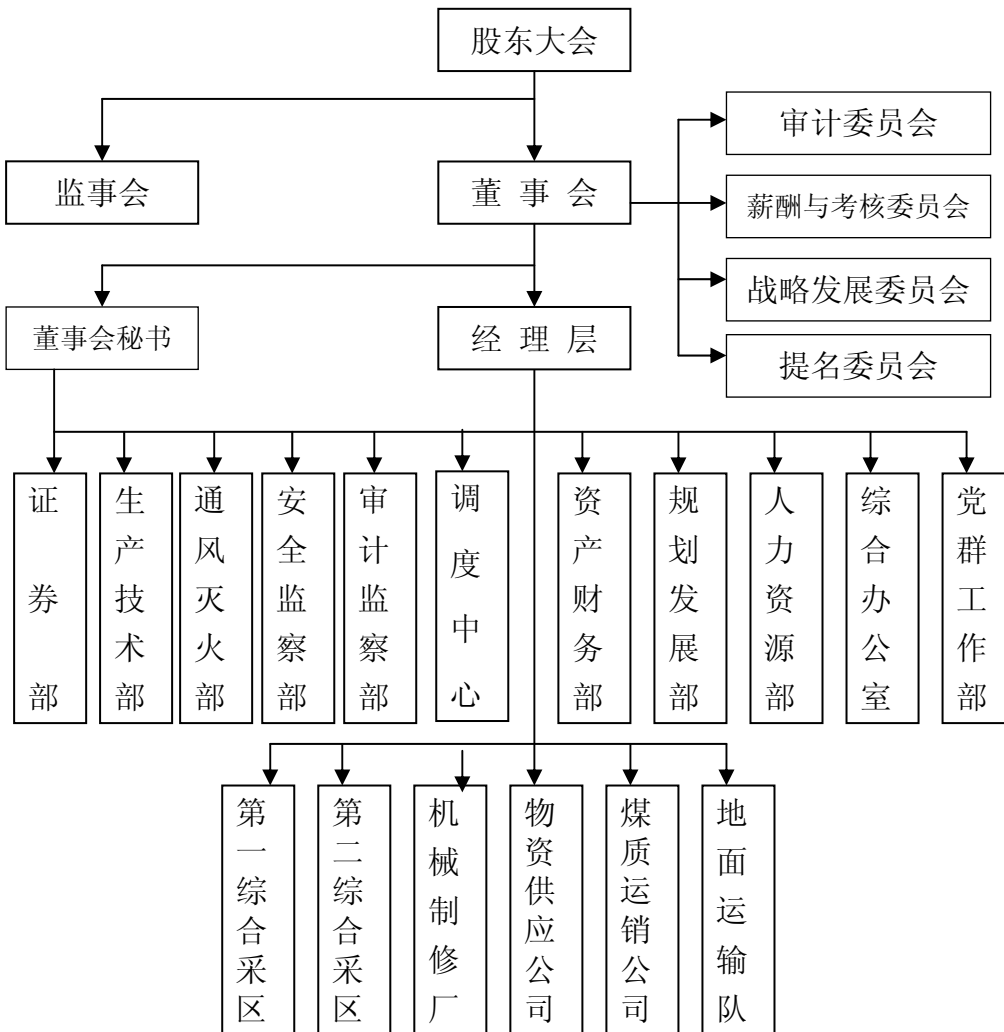 股东大会
审计委员会
监事会
董 事 会
薪酬与考核委员会
战略发展委员会
董事会秘书
经 理 层
提名委员会
证券部
生产技术部
通风灭火部
安全监察部
审计监察部
调度中心
资产财务部
规划发展部
人力资源部
综合办公室
党群工作部
第一综合采区
第二综合采区
机械制修厂
物资供应公司
煤质运销公司
地面运输队